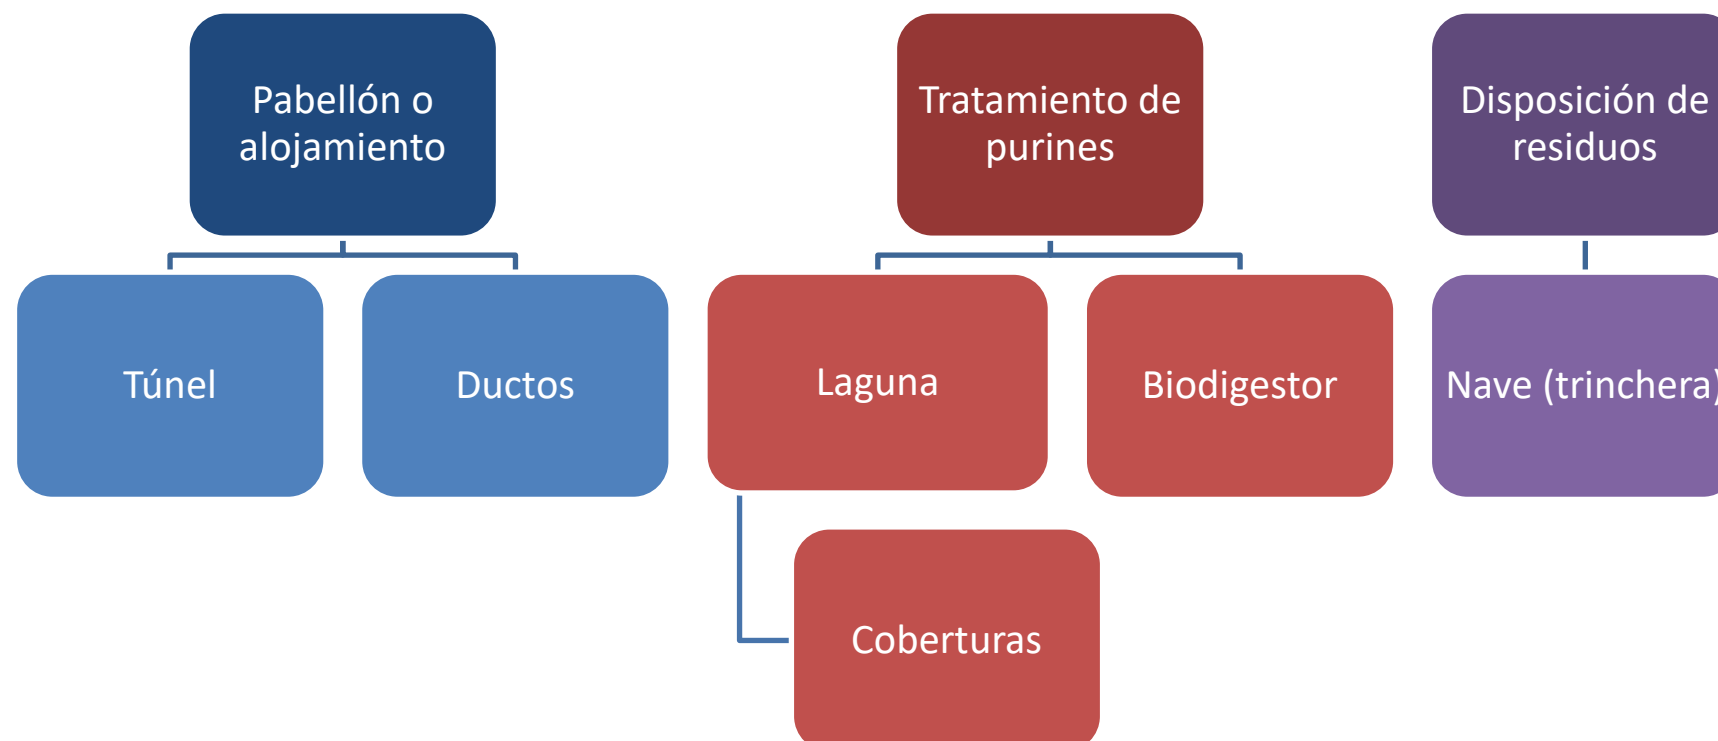 Pabellón o
alojamiento
Tratamiento de
purines
Disposición de
residuos
Túnel
Ductos
Laguna
Biodigestor
Nave (trinchera)
Coberturas